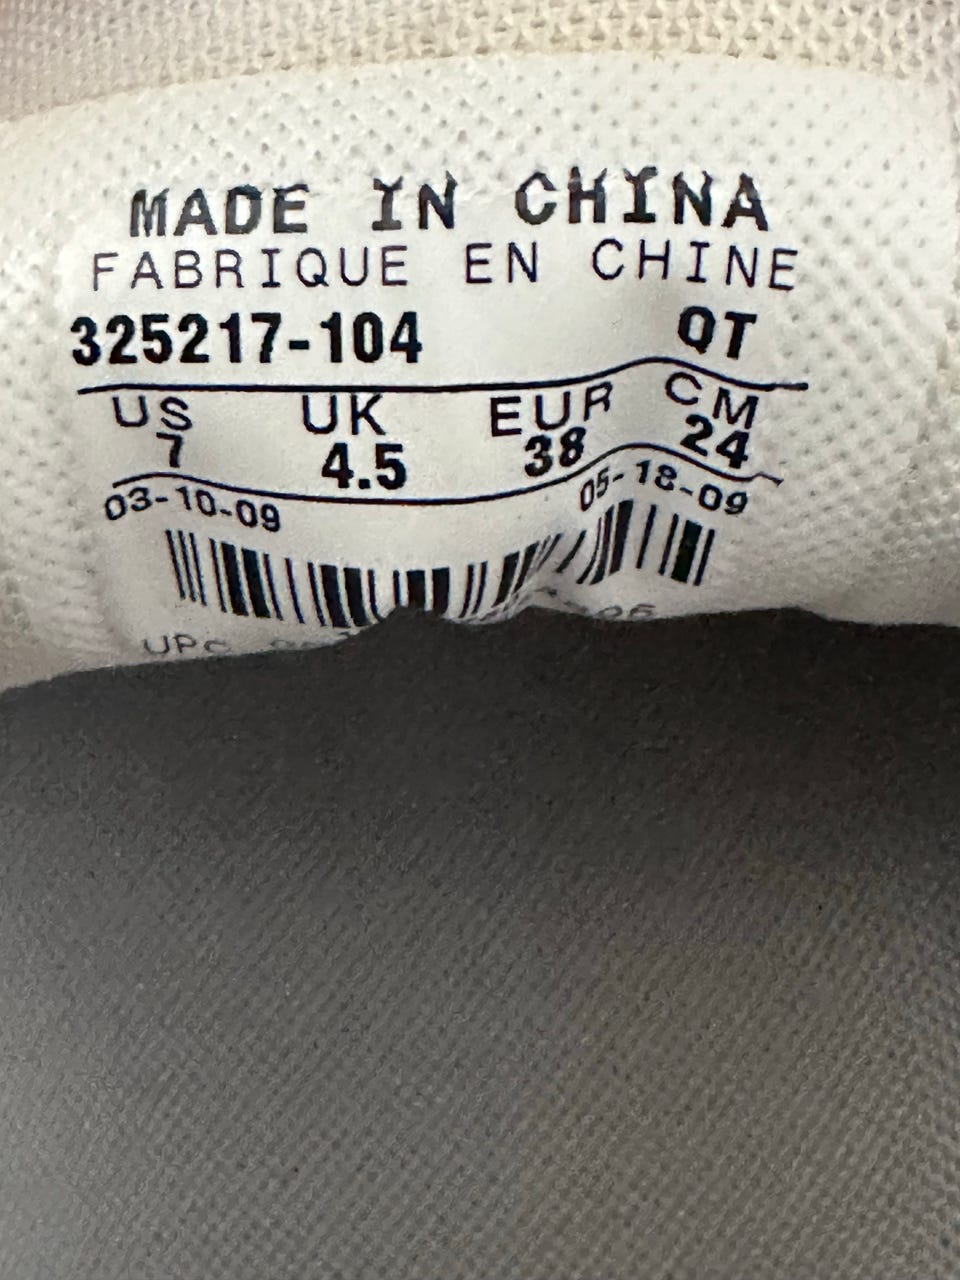 MADE IN CHINA
FABRIQUE EN CHINE
325217-104 QT
US UK EUR CM
7 4.5 38 24
03-10-09 05-18-09
UPC